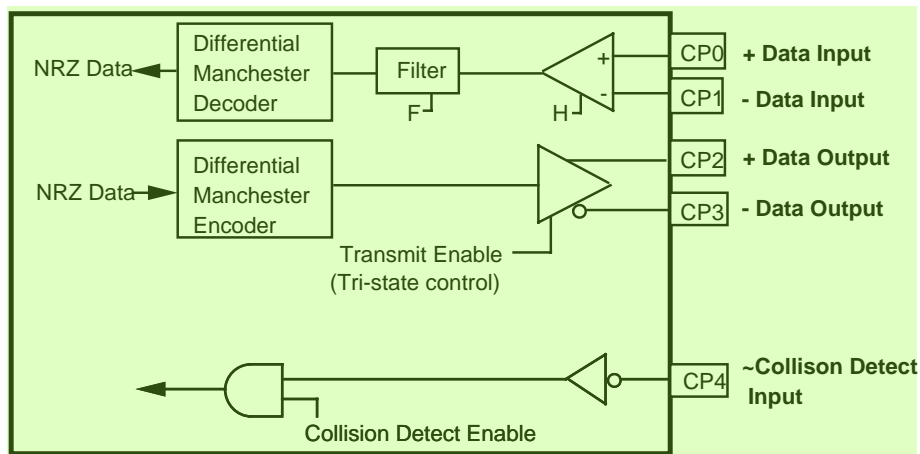 Differential
Manchester
Decoder
NRZ Data
Filter
F
+
-
H
CP0
+ Data Input
CP1
- Data Input
Differential
Manchester
Encoder
NRZ Data
CP2
+ Data Output
CP3
- Data Output
Transmit Enable
(Tri-state control)
CP4
~Collison Detect
Input
Collision Detect Enable